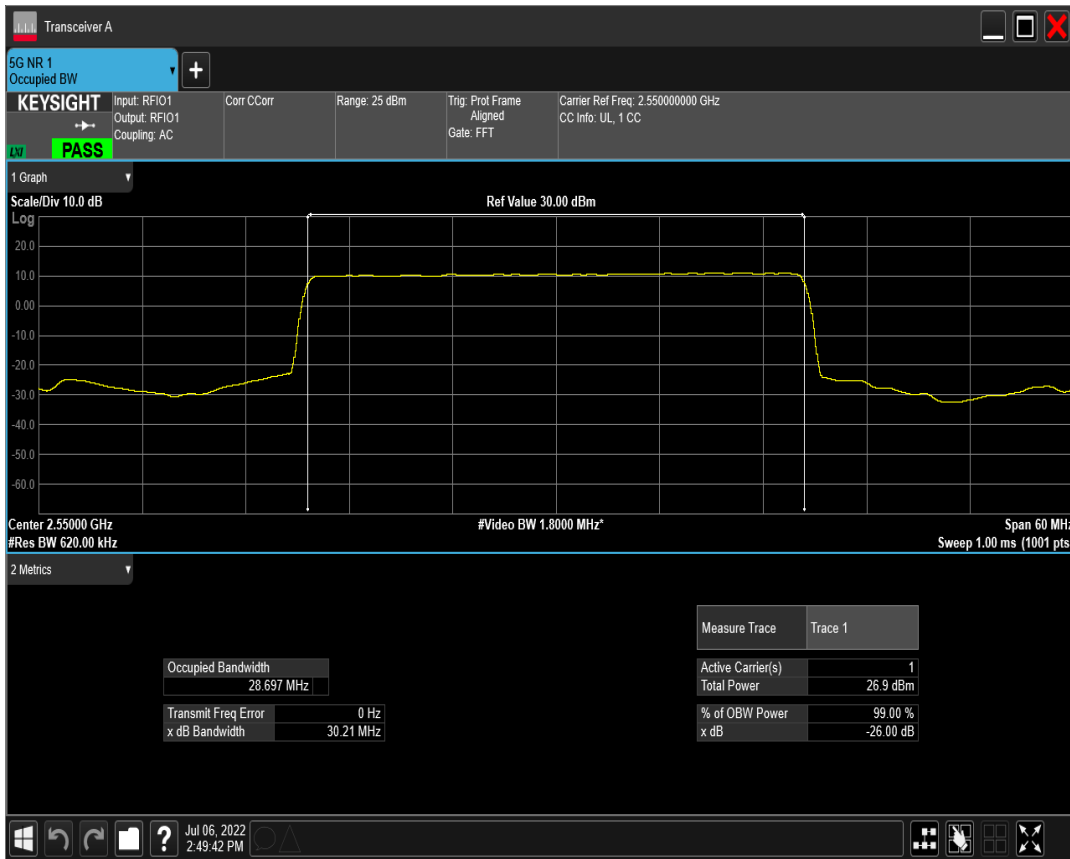 Transceiver A
5G NR 1
Occupied BW
KEYSIGHT
LXI
PASS
Input: RFIO1
Output: RFIO1
Coupling: AC
Corr CCorr
Range: 25 dBm
Trig: Prot Frame
Aligned
Gate: FFT
Carrier Ref Freq: 2.550000000 GHz
CC Info: UL, 1 CC
1 Graph
Scale/Div 10.0 dB
Ref Value 30.00 dBm
Log
20.0
10.0
0.00
-10.0
-20.0
-30.0
-40.0
-50.0
-60.0
Center 2.55000 GHz
#Video BW 1.8000 MHz*
Span 60 MHz
#Res BW 620.00 kHz
Sweep 1.00 ms (1001 pts
2 Metrics
Measure Trace Trace 1
Occupied Bandwidth
28.697 MHz
Active Carrier(s) 1
Total Power 26.9 dBm
Transmit Freq Error 0 Hz
x dB Bandwidth 30.21 MHz
% of OBW Power 99.00 %
x dB -26.00 dB
?
Jul 06, 2022
2:49:42 PM